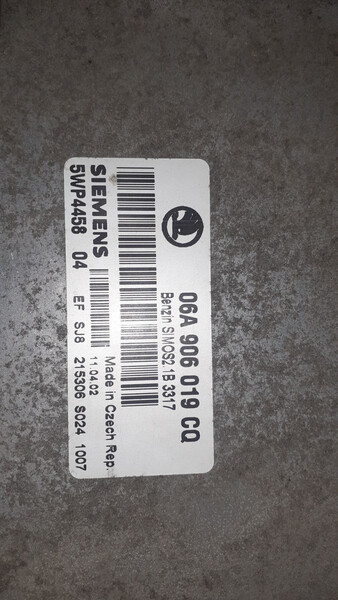 06A 906 019 CQ
Benzin SIMOS2.1B 3317
SIEMENS
11.04.02
Made in Czech Rep.
5WP4458 04
EF SJ8 215306 S024 1007